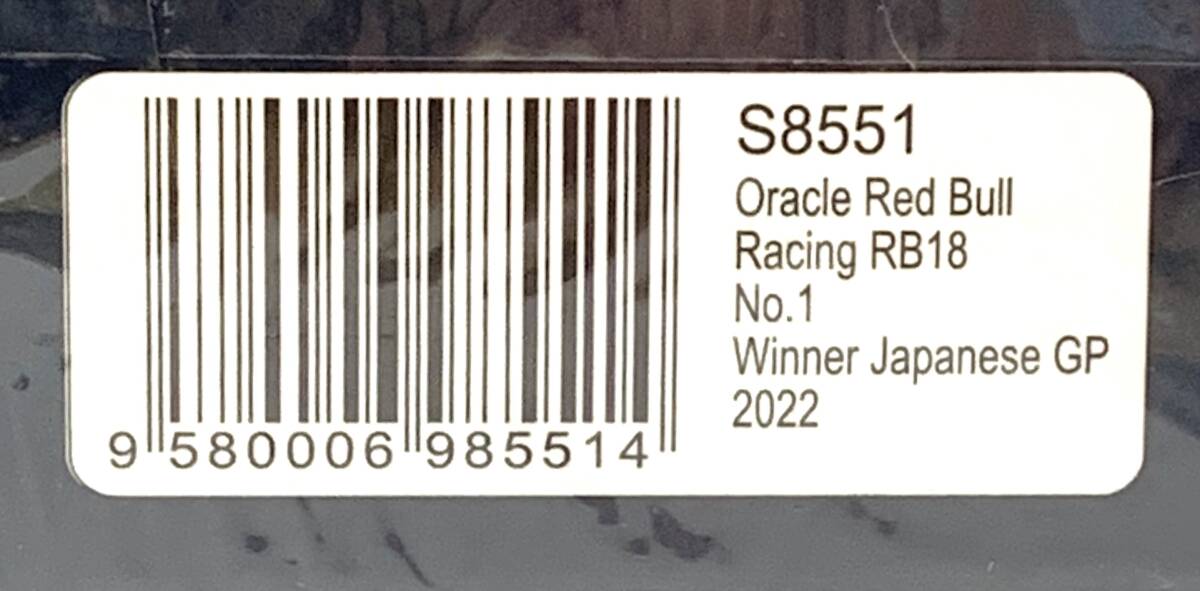 S8551
Oracle Red Bull
Racing RB18
No.1
Winner Japanese GP
2022
9 580006 985514